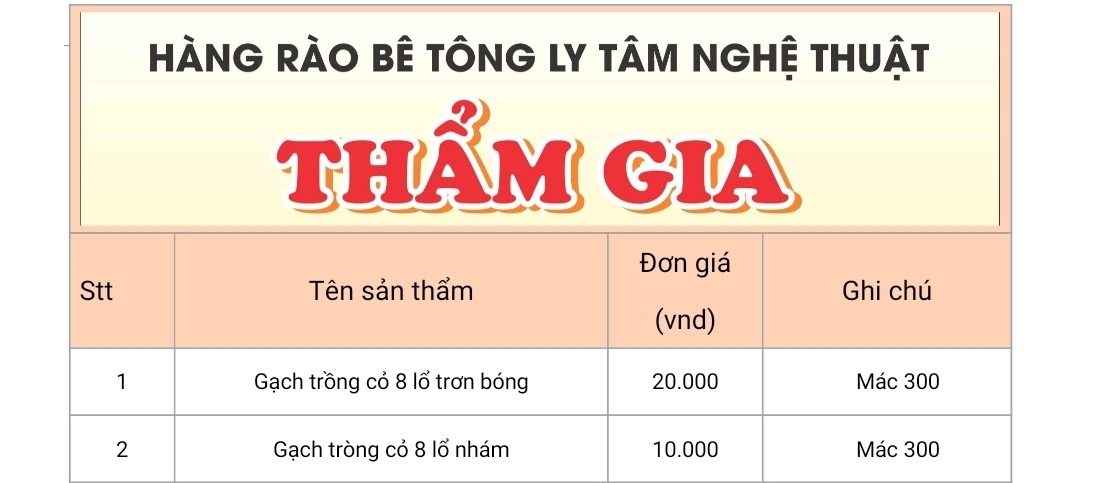 HÀNG RÀO BÊ TÔNG LY TÂM NGHỆ THUẬT
THẨM GIA
Stt Tên sản thẩm Đơn giá (vnd) Ghi chú
1 Gạch trồng cỏ 8 lổ trơn bóng 20.000 Mác 300
2 Gạch tròng cỏ 8 lổ nhám 10.000 Mác 300